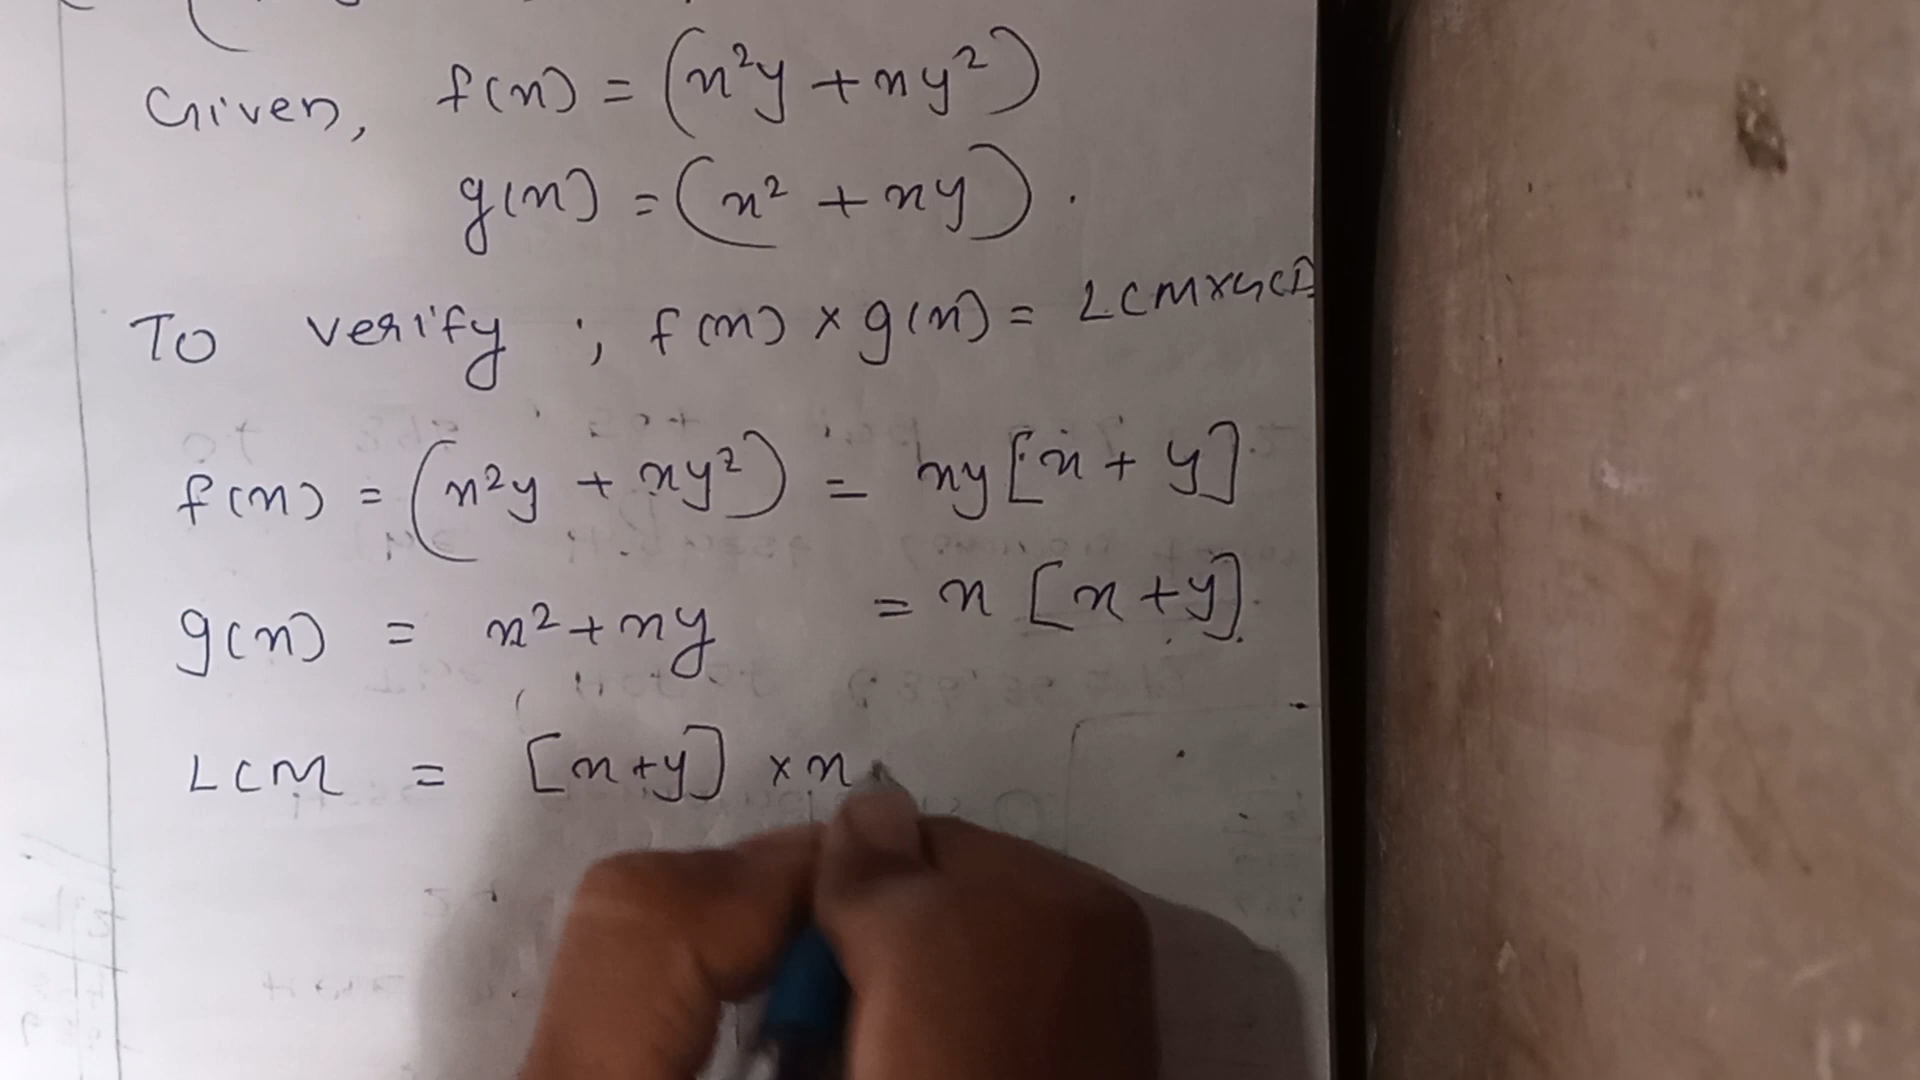 Given, f(x) = (x²y + xy²)
g(x) = (x² + xy).
To verify ; f(x) × g(x) = LCM×GCD
f(x) = (x²y + xy²) = xy[x + y]
g(x) = x² + xy = x [x + y].
LCM = [x+y] × x